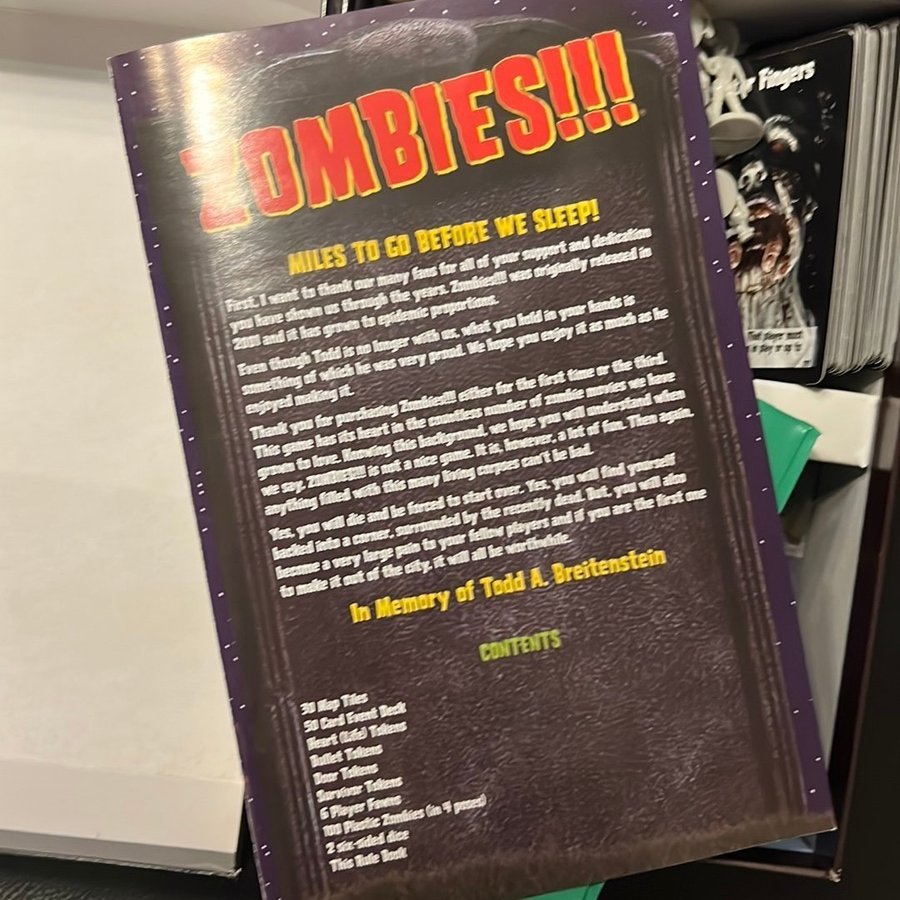 ZOMBIES!!!
MILES TO GO BEFORE WE SLEEP!
First, I want to thank our many fans for all of your support and dedication
you have shown us through the years. Zombies!!! was originally released in
2001 and it has grown to epidemic proportions.
Even though Todd is no longer with us, what you hold in your hands is
something of which he was very proud. We hope you enjoy it as much as he
enjoyed making it.
Thank you for purchasing Zombies!!! either for the first time or the third.
This game has its heart in the countless number of zombie movies we have
grown to love. Knowing this background, we hope you will understand when
we say, ZOMBIES!!! is not a nice game. It is, however, a lot of fun. Then again,
anything filled with this many living corpses can't be bad.
Yes, you will die and be forced to start over. Yes, you will find yourself
backed into a corner, surrounded by the recently dead. But, you will also
become a very large pain to your fellow players and if you are the first one
to make it out of the city, it will all be worthwhile.
In Memory of Todd A. Breitenstein
CONTENTS
30 Map Tiles
50 Card Event Deck
Heart (Life) Tokens
Bullet Tokens
Door Tokens
Survivor Tokens
6 Player Pawns
100 Plastic Zombies (in 4 poses)
2 six-sided dice
This Rule Book
Fingers